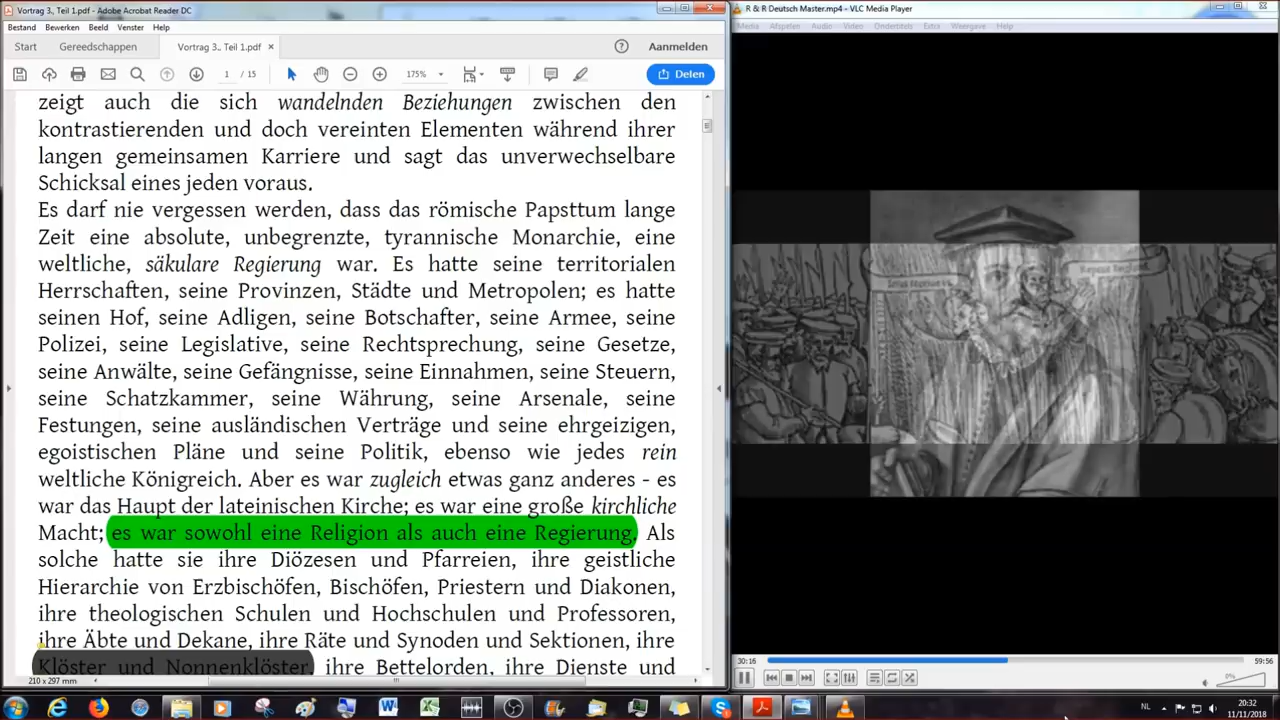 Vortrag 3., Teil 1.pdf - Adobe Acrobat Reader DC
Bestand Bewerken Beeld Venster Help
Start Gereedschappen Vortrag 3., Teil 1.pdf × Aanmelden
1 / 15 175% Delen
zeigt auch die sich wandelnden Beziehungen zwischen den
kontrastierenden und doch vereinten Elementen während ihrer
langen gemeinsamen Karriere und sagt das unverwechselbare
Schicksal eines jeden voraus.
Es darf nie vergessen werden, dass das römische Papsttum lange
Zeit eine absolute, unbegrenzte, tyrannische Monarchie, eine
weltliche, säkulare Regierung war. Es hatte seine territorialen
Herrschaften, seine Provinzen, Städte und Metropolen; es hatte
seinen Hof, seine Adligen, seine Botschafter, seine Armee, seine
Polizei, seine Legislative, seine Rechtsprechung, seine Gesetze,
seine Anwälte, seine Gefängnisse, seine Einnahmen, seine Steuern,
seine Schatzkammer, seine Währung, seine Arsenale, seine
Festungen, seine ausländischen Verträge und seine ehrgeizigen,
egoistischen Pläne und seine Politik, ebenso wie jedes rein
weltliche Königreich. Aber es war zugleich etwas ganz anderes - es
war das Haupt der lateinischen Kirche; es war eine große kirchliche
Macht; es war sowohl eine Religion als auch eine Regierung. Als
solche hatte sie ihre Diözesen und Pfarreien, ihre geistliche
Hierarchie von Erzbischöfen, Bischöfen, Priestern und Diakonen,
ihre theologischen Schulen und Hochschulen und Professoren,
ihre Äbte und Dekane, ihre Räte und Synoden und Sektionen, ihre
Klöster und Nonnenklöster, ihre Bettelorden, ihre Dienste und
210 x 297 mm
R & R Deutsch Master.mp4 - VLC Media Player
Media Afspelen Audio Video Ondertitels Extra Weergave Help
30:16 59:56
0%
NL 20:32
11/11/2018